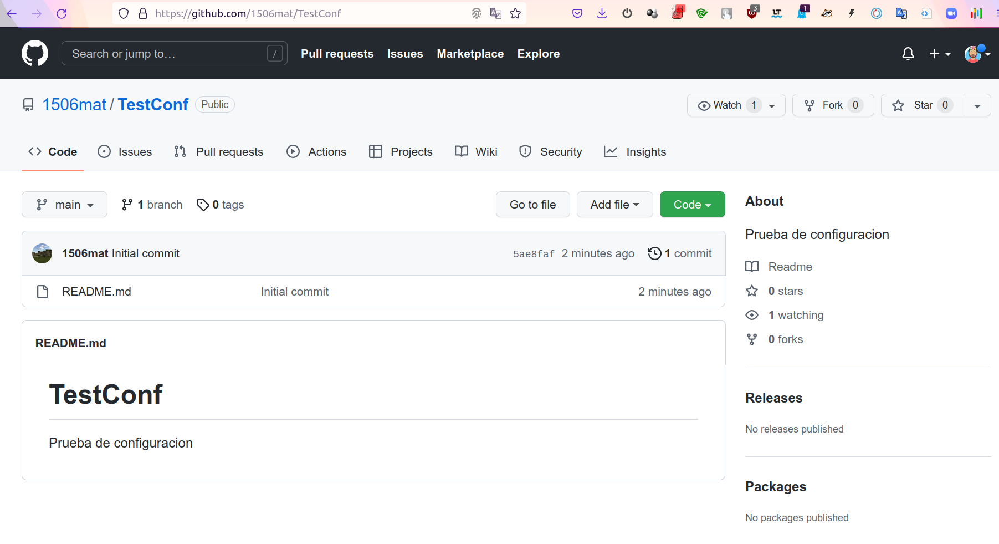 https://github.com/1506mat/TestConf
H
3
LT
1
Search or jump to… /
Pull requests
Issues
Marketplace
Explore
1506mat / TestConf
Public
Watch 1
Fork 0
Star 0
Code
Issues
Pull requests
Actions
Projects
Wiki
Security
Insights
main
1 branch
0 tags
Go to file
Add file
Code
1506mat Initial commit
5ae8faf 2 minutes ago
1 commit
README.md
Initial commit
2 minutes ago
README.md
TestConf
Prueba de configuracion
About
Prueba de configuracion
Readme
0 stars
1 watching
0 forks
Releases
No releases published
Packages
No packages published